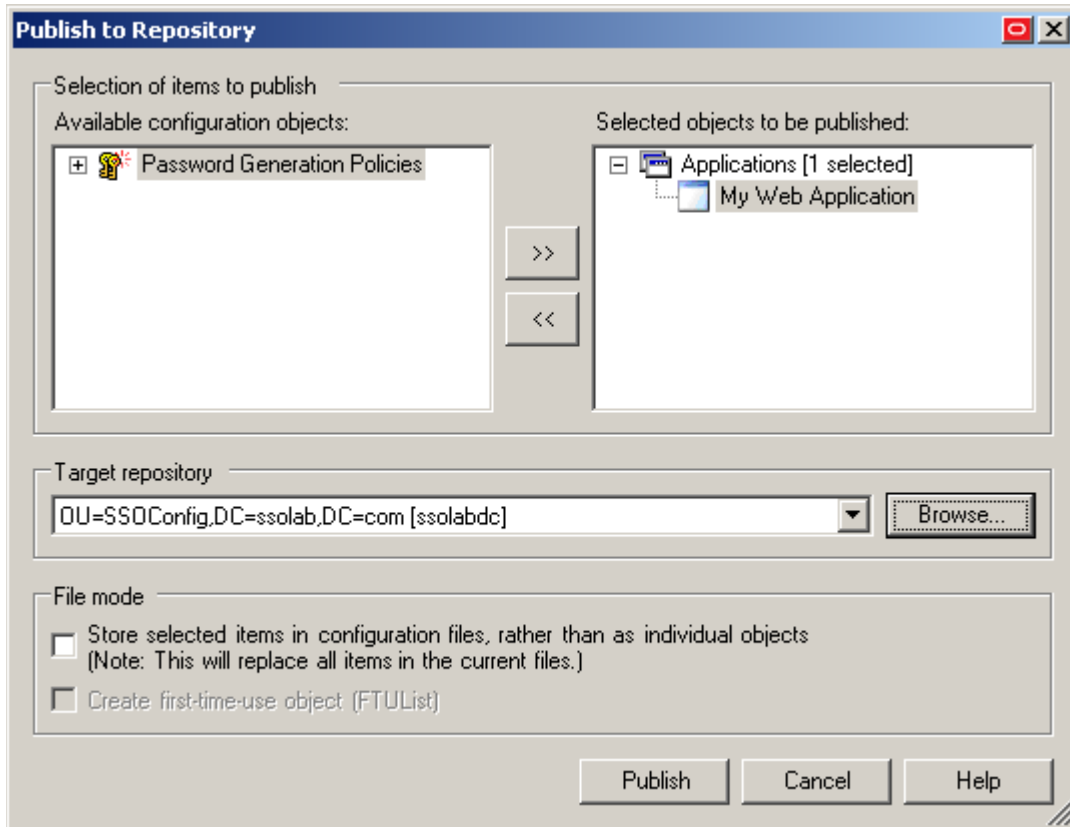 Publish to Repository
Selection of items to publish
Available configuration objects:
Selected objects to be published:
Password Generation Policies
Applications [1 selected]
My Web Application
>>
<<
Target repository
OU=SSOConfig,DC=ssolab,DC=com [ssolabdc]
Browse...
File mode
Store selected items in configuration files, rather than as individual objects
(Note: This will replace all items in the current files.)
Create first-time-use object (FTUList)
Publish
Cancel
Help